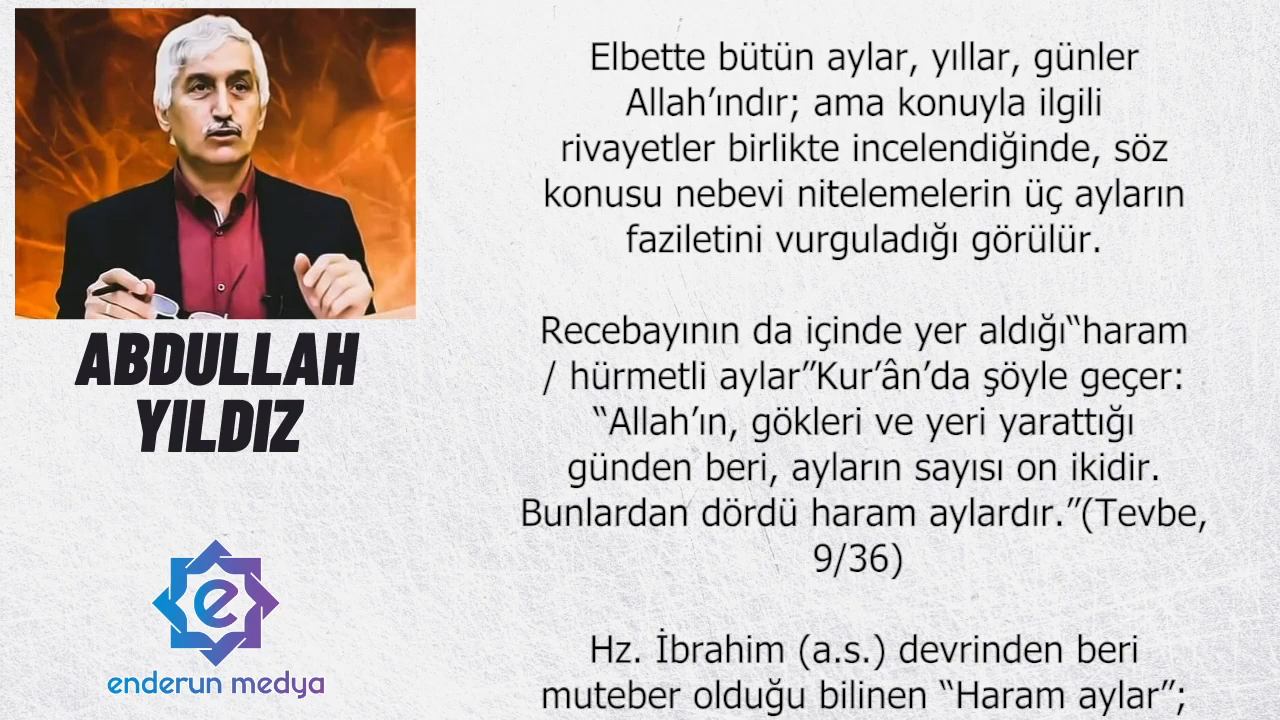 ABDULLAH
YILDIZ
e
enderun medya
Elbette bütün aylar, yıllar, günler
Allah’ındır; ama konuyla ilgili
rivayetler birlikte incelendiğinde, söz
konusu nebevi nitelemelerin üç ayların
faziletini vurguladığı görülür.
Recebayının da içinde yer aldığı“haram
/ hürmetli aylar”Kur’ân’da şöyle geçer:
“Allah’ın, gökleri ve yeri yarattığı
günden beri, ayların sayısı on ikidir.
Bunlardan dördü haram aylardır.”(Tevbe,
9/36)
Hz. İbrahim (a.s.) devrinden beri
muteber olduğu bilinen “Haram aylar”;